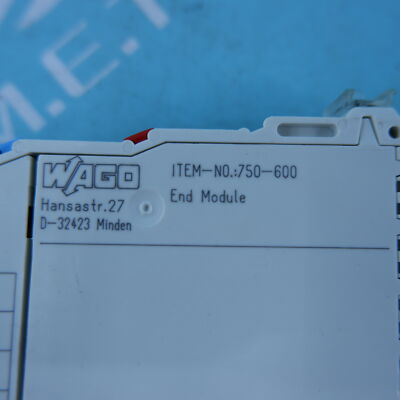 WAGO
ITEM-NO.:750-600
Hansastr.27
End Module
D-32423 Minden
M.E.T